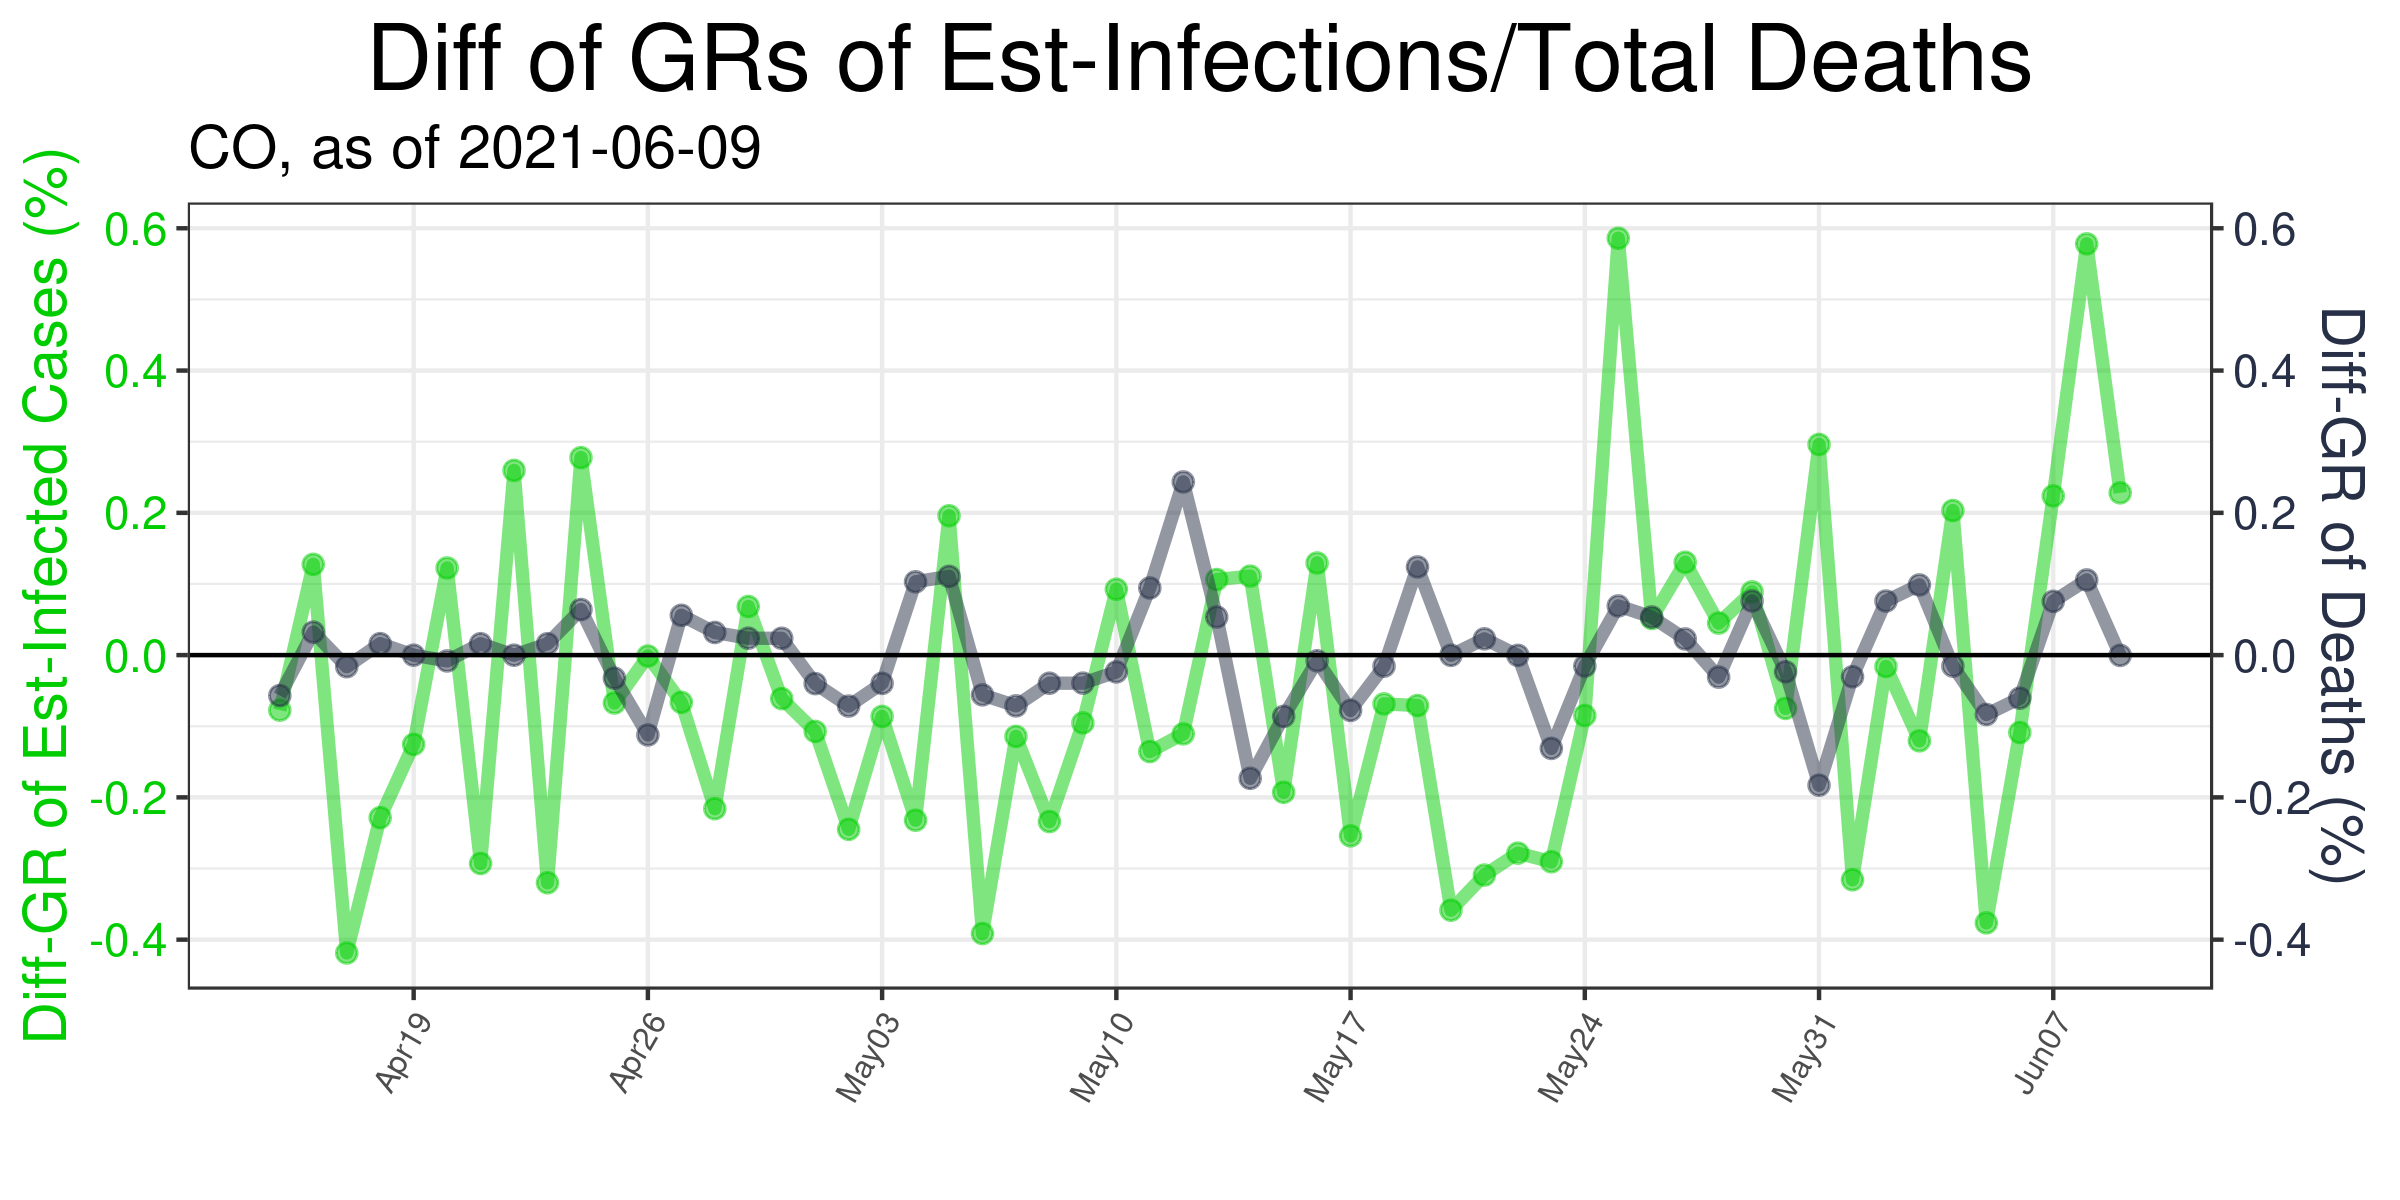 Diff of GRs of Est-Infections/Total Deaths
CO, as of 2021-06-09
Diff-GR of Est-Infected Cases (%)
0.6
0.4
0.2
0.0
-0.2
-0.4
0.6
0.4
0.2
0.0
-0.2
-0.4
Diff-GR of Deaths (%)
Apr19
Apr26
May03
May10
May17
May24
May31
Jun07